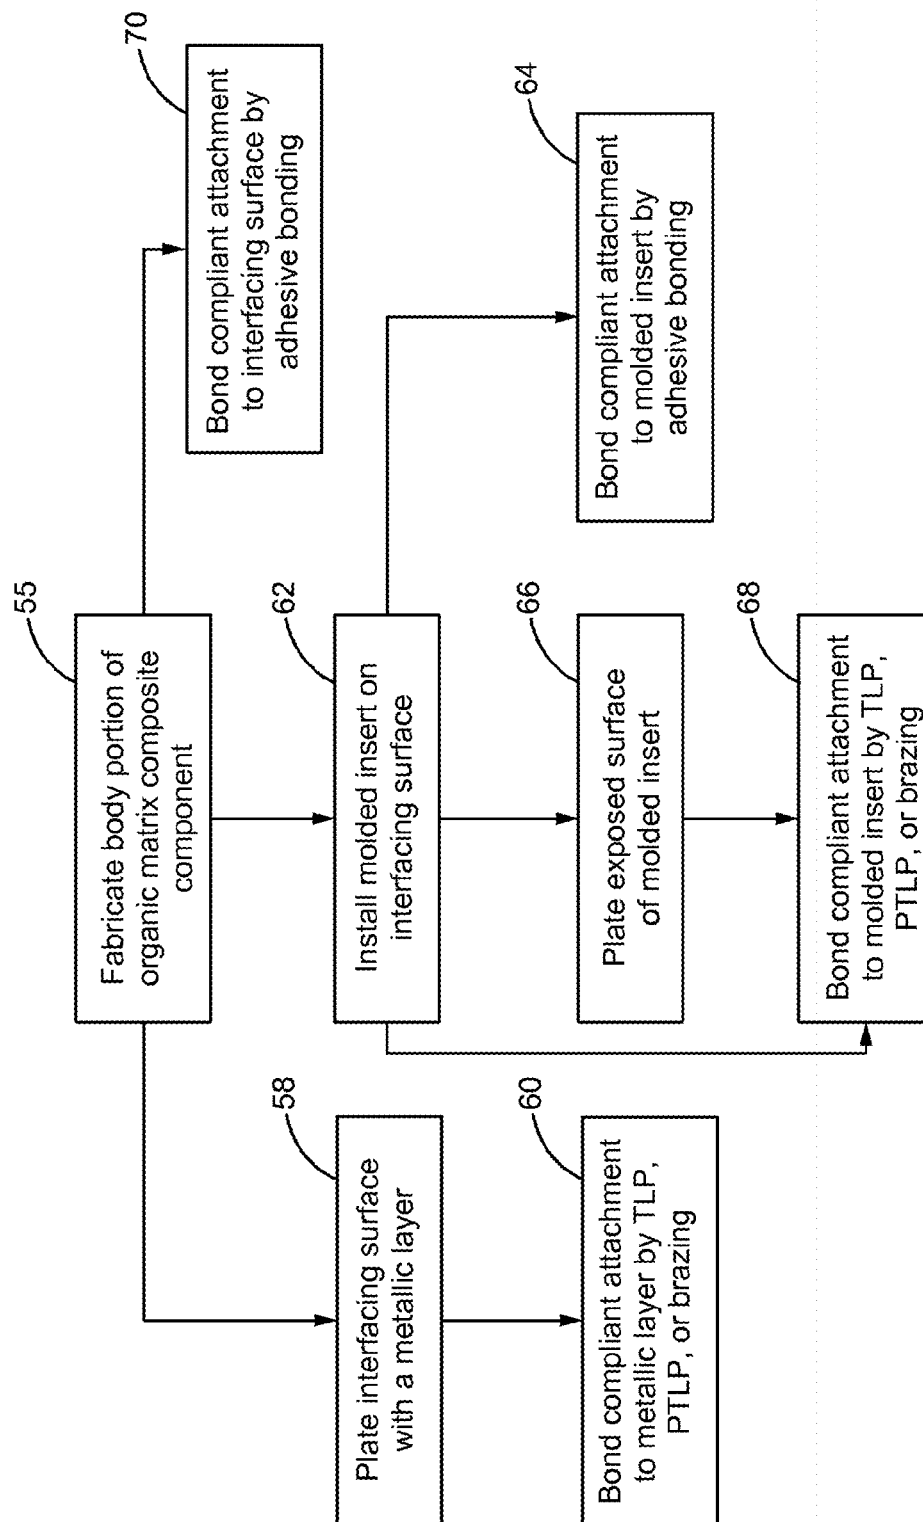 55
Fabricate body portion of
organic matrix composite
component
70
Bond compliant attachment
to interfacing surface by
adhesive bonding
58
Plate interfacing surface
with a metallic layer
62
Install molded insert on
interfacing surface
64
Bond compliant attachment
to molded insert by
adhesive bonding
60
Bond compliant attachment
to metallic layer by TLP,
PTLP, or brazing
66
Plate exposed surface
of molded insert
68
Bond compliant attachment
to molded insert by TLP,
PTLP, or brazing